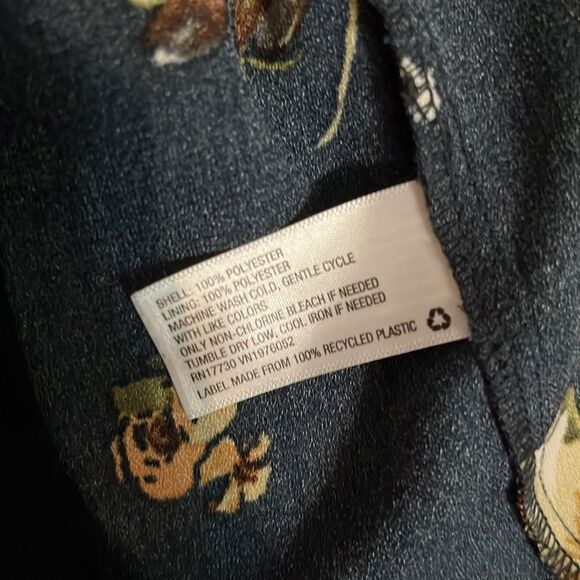 SHELL: 100% POLYESTER
LINING: 100% POLYESTER
MACHINE WASH COLD, GENTLE CYCLE
WITH LIKE COLORS
ONLY NON-CHLORINE BLEACH IF NEEDED
TUMBLE DRY LOW, COOL IRON IF NEEDED
RN17730 VN1976052
LABEL MADE FROM 100% RECYCLED PLASTIC